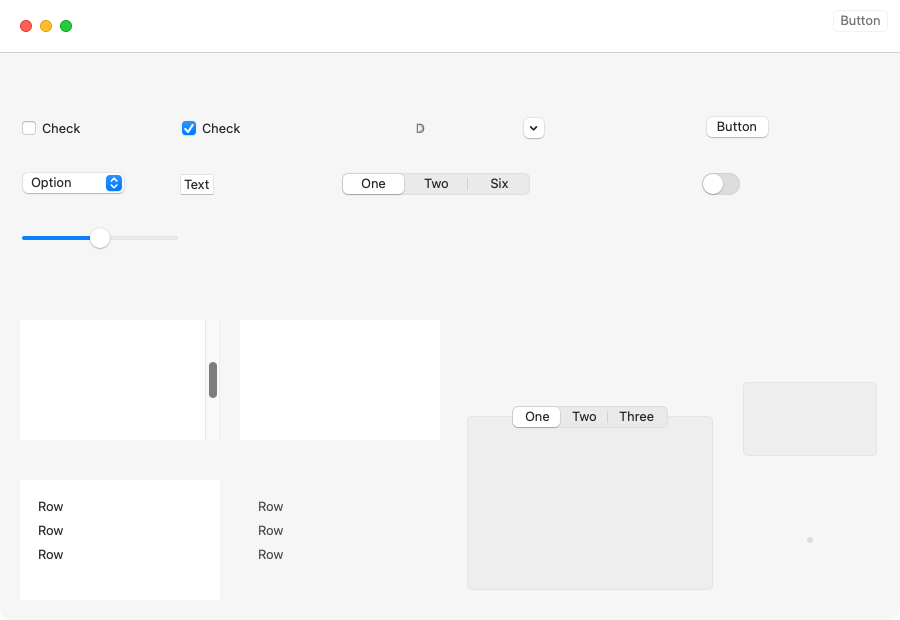 Button
Check
Check
D
Button
Option
Text
One
Two
Six
One
Two
Three
Row
Row
Row
Row
Row
Row